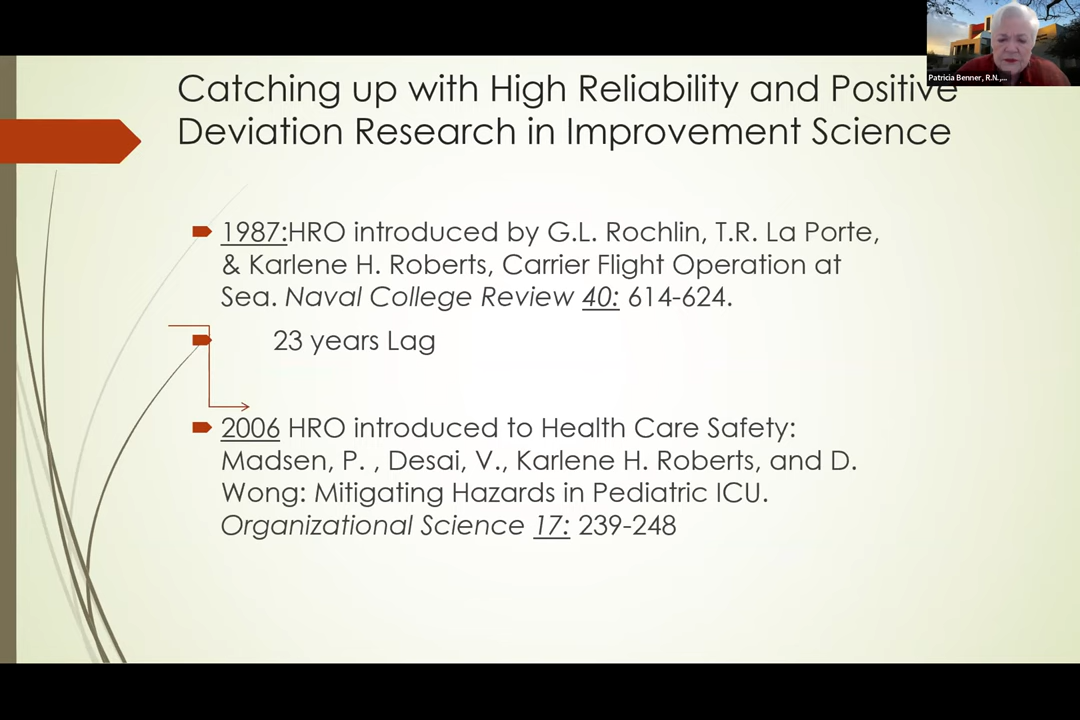 Patricia Benner, R.N.,...
Catching up with High Reliability and Positive
Deviation Research in Improvement Science
1987:HRO introduced by G.L. Rochlin, T.R. La Porte,
& Karlene H. Roberts, Carrier Flight Operation at
Sea. Naval College Review 40: 614-624.
23 years Lag
2006 HRO introduced to Health Care Safety:
Madsen, P. , Desai, V., Karlene H. Roberts, and D.
Wong: Mitigating Hazards in Pediatric ICU.
Organizational Science 17: 239-248